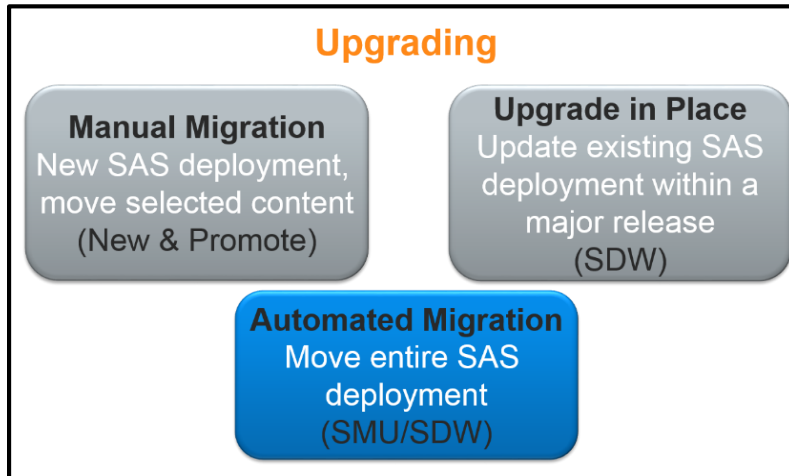 Upgrading
Manual Migration
New SAS deployment,
move selected content
(New & Promote)
Upgrade in Place
Update existing SAS
deployment within a
major release
(SDW)
Automated Migration
Move entire SAS
deployment
(SMU/SDW)